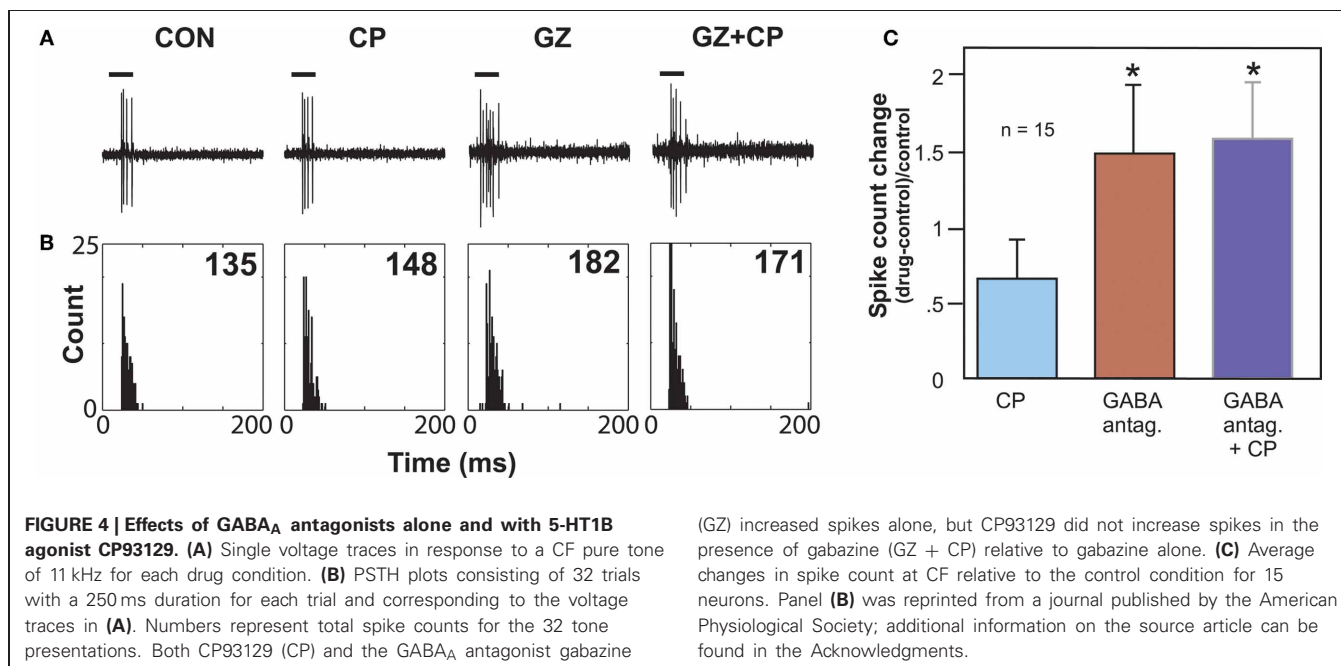 A
CON
CP
GZ
GZ+CP
B
25
Count
0
135
148
182
171
0
200
0
200
0
200
0
200
Time (ms)
C
Spike count change
(drug-control)/control
2
1.5
1
.5
0
n = 15
*
*
CP
GABA
antag.
GABA
antag.
+ CP
FIGURE 4 | Effects of GABAA antagonists alone and with 5-HT1B
agonist CP93129. (A) Single voltage traces in response to a CF pure tone
of 11 kHz for each drug condition. (B) PSTH plots consisting of 32 trials
with a 250 ms duration for each trial and corresponding to the voltage
traces in (A). Numbers represent total spike counts for the 32 tone
presentations. Both CP93129 (CP) and the GABAA antagonist gabazine
(GZ) increased spikes alone, but CP93129 did not increase spikes in the
presence of gabazine (GZ + CP) relative to gabazine alone. (C) Average
changes in spike count at CF relative to the control condition for 15
neurons. Panel (B) was reprinted from a journal published by the American
Physiological Society; additional information on the source article can be
found in the Acknowledgments.